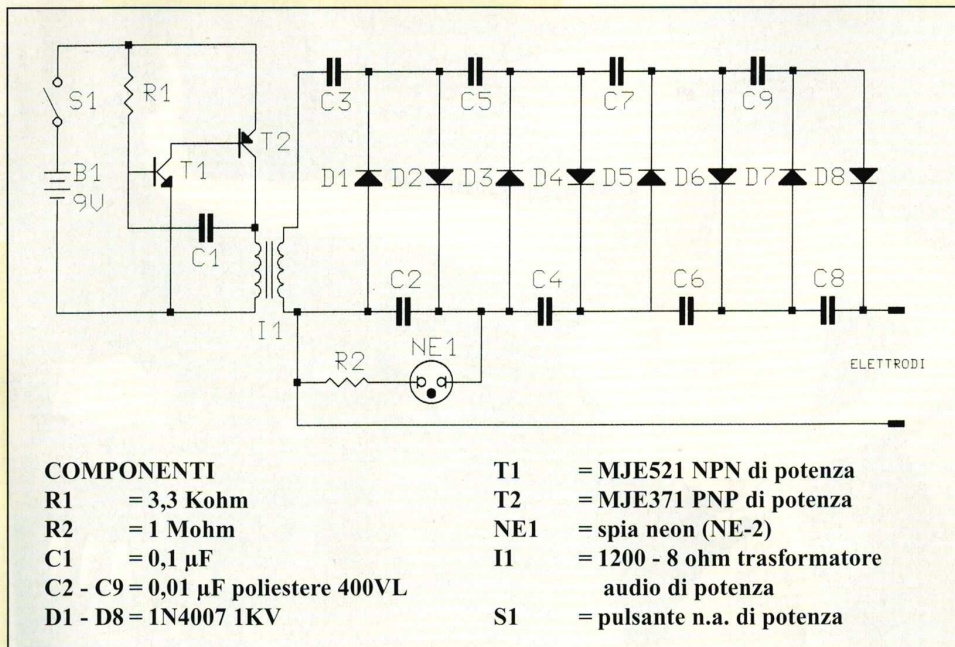 S1
R1
B1
9V
T1
T2
C1
I1
C3
C5
C7
C9
D1
D2
D3
D4
D5
D6
D7
D8
C2
C4
C6
C8
R2
NE1
ELETTRODI
COMPONENTI
R1 = 3,3 Kohm
R2 = 1 Mohm
C1 = 0,1 µF
C2 - C9 = 0,01 µF poliestere 400VL
D1 - D8 = 1N4007 1KV
T1 = MJE521 NPN di potenza
T2 = MJE371 PNP di potenza
NE1 = spia neon (NE-2)
I1 = 1200 - 8 ohm trasformatore
audio di potenza
S1 = pulsante n.a. di potenza